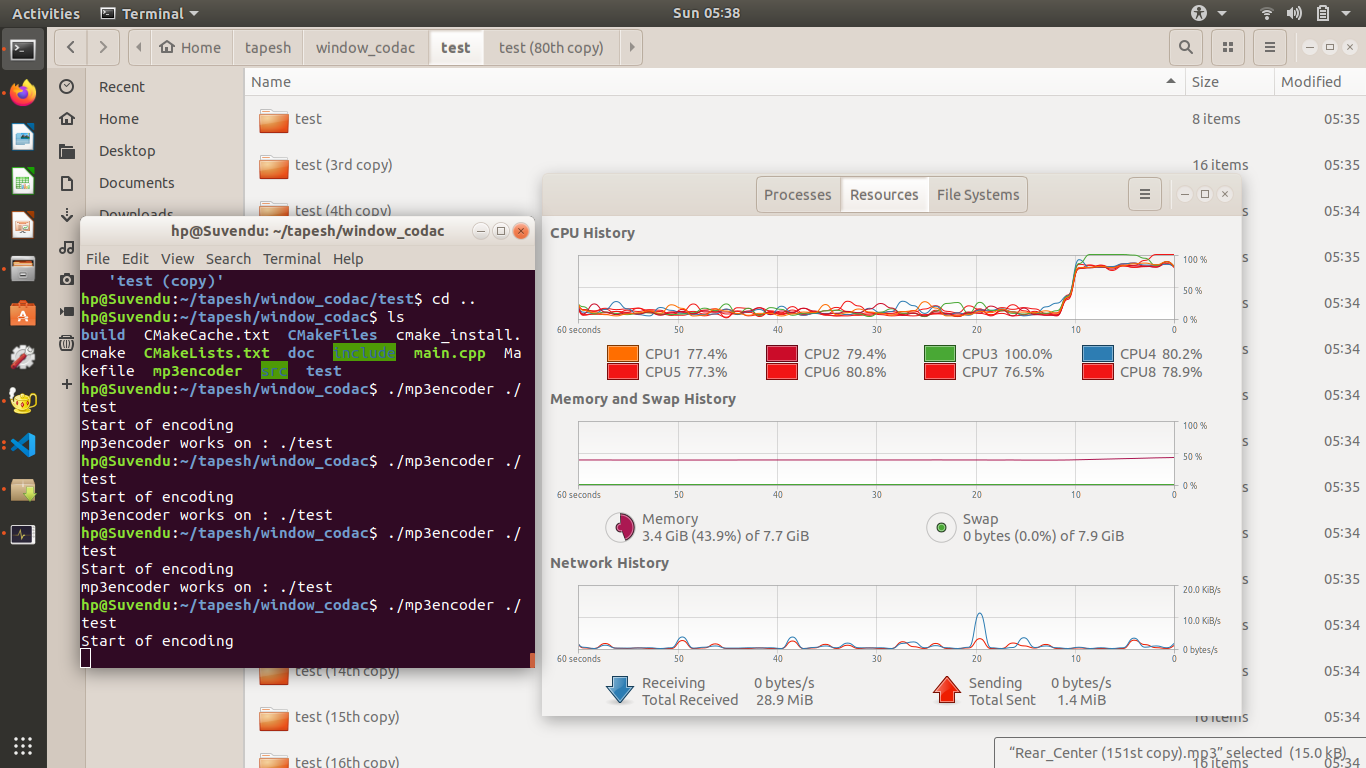 Activities Terminal Sun 05:38
Home tapesh window_codac test test (80th copy)
Name Size Modified
Recent
Home
Desktop
Documents
Downloads
test 8 items 05:35
test (3rd copy) 16 items 05:35
test (4th copy) 05:34
05:34
05:34
05:34
05:34
05:34
05:35
05:34
05:35
05:34
test (14th copy) 05:34
test (15th copy) 16 items 05:34
test (16th copy) 16 items 05:34
hp@Suvendu: ~/tapesh/window_codac
File Edit View Search Terminal Help
'test (copy)'
hp@Suvendu:~/tapesh/window_codac/test$ cd ..
hp@Suvendu:~/tapesh/window_codac$ ls
build CMakeCache.txt CMakeFiles cmake_install.
cmake CMakeLists.txt doc include main.cpp Ma
kefile mp3encoder src test
hp@Suvendu:~/tapesh/window_codac$ ./mp3encoder ./
test
Start of encoding
mp3encoder works on : ./test
hp@Suvendu:~/tapesh/window_codac$ ./mp3encoder ./
test
Start of encoding
mp3encoder works on : ./test
hp@Suvendu:~/tapesh/window_codac$ ./mp3encoder ./
test
Start of encoding
mp3encoder works on : ./test
hp@Suvendu:~/tapesh/window_codac$ ./mp3encoder ./
test
Start of encoding
Processes Resources File Systems
CPU History
100 %
50 %
0 %
60 seconds 50 40 30 20 10 0
CPU1 77.4% CPU2 79.4% CPU3 100.0% CPU4 80.2%
CPU5 77.3% CPU6 80.8% CPU7 76.5% CPU8 78.9%
Memory and Swap History
100 %
50 %
0 %
60 seconds 50 40 30 20 10 0
Memory Swap
3.4 GiB (43.9%) of 7.7 GiB 0 bytes (0.0%) of 7.9 GiB
Network History
20.0 KiB/s
10.0 KiB/s
0 bytes/s
60 seconds 50 40 30 20 10 0
Receiving 0 bytes/s Sending 0 bytes/s
Total Received 28.9 MiB Total Sent 1.4 MiB
“Rear_Center (151st copy).mp3” selected (15.0 kB)